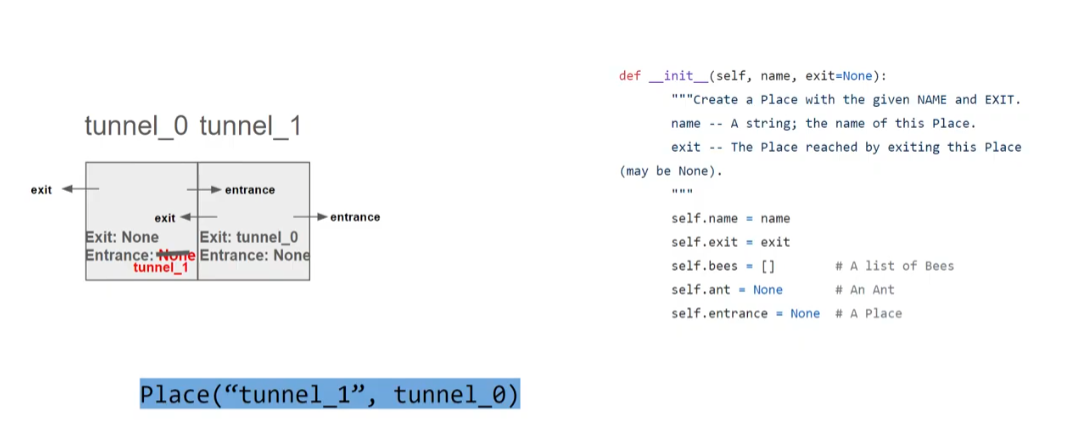 tunnel_0 tunnel_1
exit
entrance
exit
entrance
Exit: None
Exit: tunnel_0
Entrance: None
Entrance: None
tunnel_1
Place(“tunnel_1”, tunnel_0)
def __init__(self, name, exit=None):
"""Create a Place with the given NAME and EXIT.
name -- A string; the name of this Place.
exit -- The Place reached by exiting this Place
(may be None).
"""
self.name = name
self.exit = exit
self.bees = [] # A list of Bees
self.ant = None # An Ant
self.entrance = None # A Place